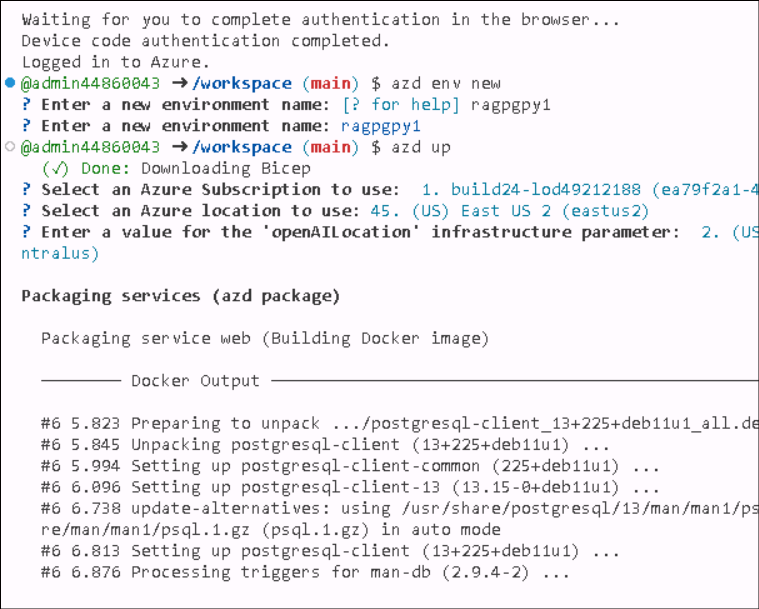 Waiting for you to complete authentication in the browser...
Device code authentication completed.
Logged in to Azure.
@admin44860043 ➜ /workspace (main) $ azd env new
? Enter a new environment name: [? for help] ragpgpy1
? Enter a new environment name: ragpgpy1
@admin44860043 ➜ /workspace (main) $ azd up
(✓) Done: Downloading Bicep
? Select an Azure Subscription to use:  1. build24-lod49212188 (ea79f2a1-4
? Select an Azure location to use: 45. (US) East US 2 (eastus2)
? Enter a value for the 'openAILocation' infrastructure parameter:  2. (US
ntralus)
Packaging services (azd package)
Packaging service web (Building Docker image)
Docker Output
#6 5.823 Preparing to unpack .../postgresql-client_13+225+deb11u1_all.de
#6 5.845 Unpacking postgresql-client (13+225+deb11u1) ...
#6 5.994 Setting up postgresql-client-common (225+deb11u1) ...
#6 6.096 Setting up postgresql-client-13 (13.15-0+deb11u1) ...
#6 6.738 update-alternatives: using /usr/share/postgresql/13/man/man1/ps
re/man/man1/psql.1.gz (psql.1.gz) in auto mode
#6 6.813 Setting up postgresql-client (13+225+deb11u1) ...
#6 6.876 Processing triggers for man-db (2.9.4-2) ...